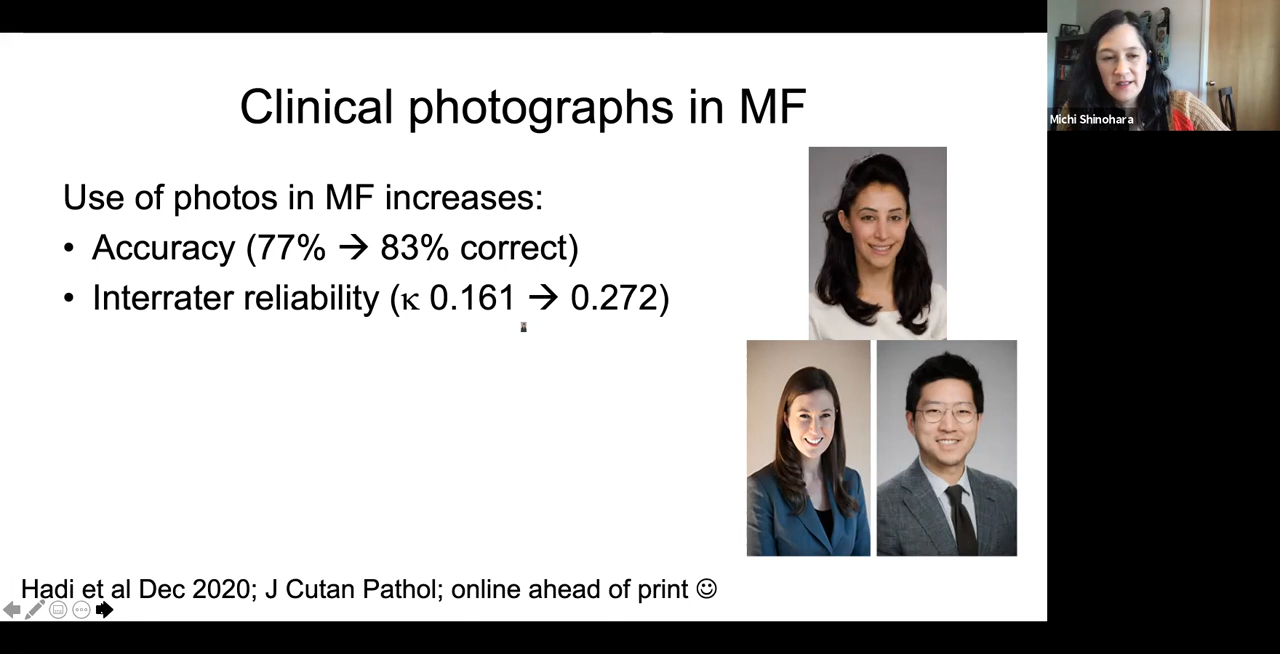 Clinical photographs in MF
Use of photos in MF increases:
• Accuracy (77% → 83% correct)
• Interrater reliability (κ 0.161 → 0.272)
Hadi et al Dec 2020; J Cutan Pathol; online ahead of print ☺
Michi Shinohara